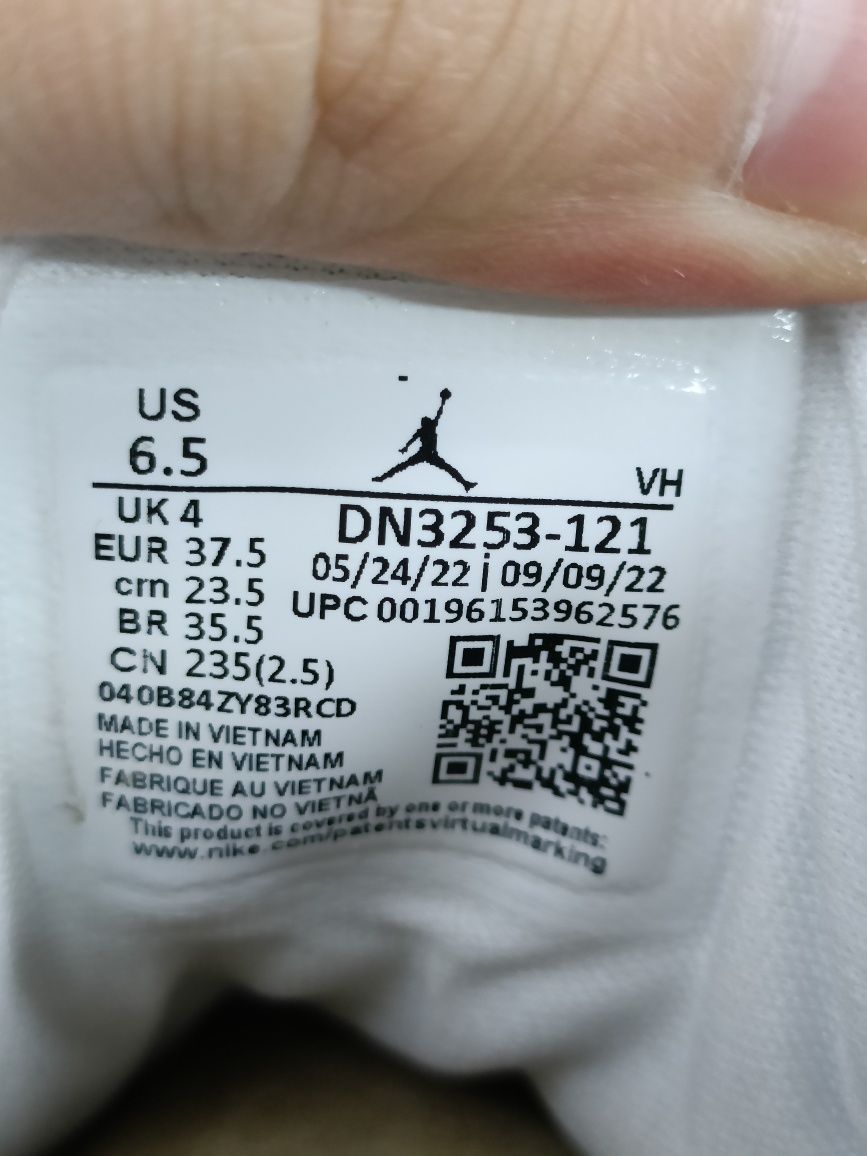 US
6.5
VH
UK 4
EUR 37.5
cm 23.5
BR 35.5
CN 235(2.5)
DN3253-121
05/24/22 | 09/09/22
UPC 00196153962576
040B84ZY83RCD
MADE IN VIETNAM
HECHO EN VIETNAM
FABRIQUE AU VIETNAM
FABRICADO NO VIETNÃ
This product is covered by one or more patents:
www.nike.com/patentsvirtualmarking